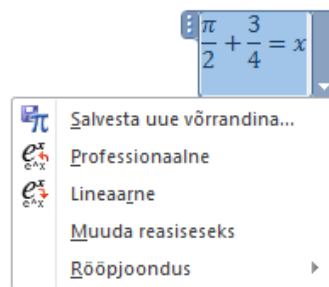 π/2 + 3/4 = x
Salvesta uue võrrandina...
Professionaalne
Lineaarne
Muuda reasiseseks
Rööpjoondus